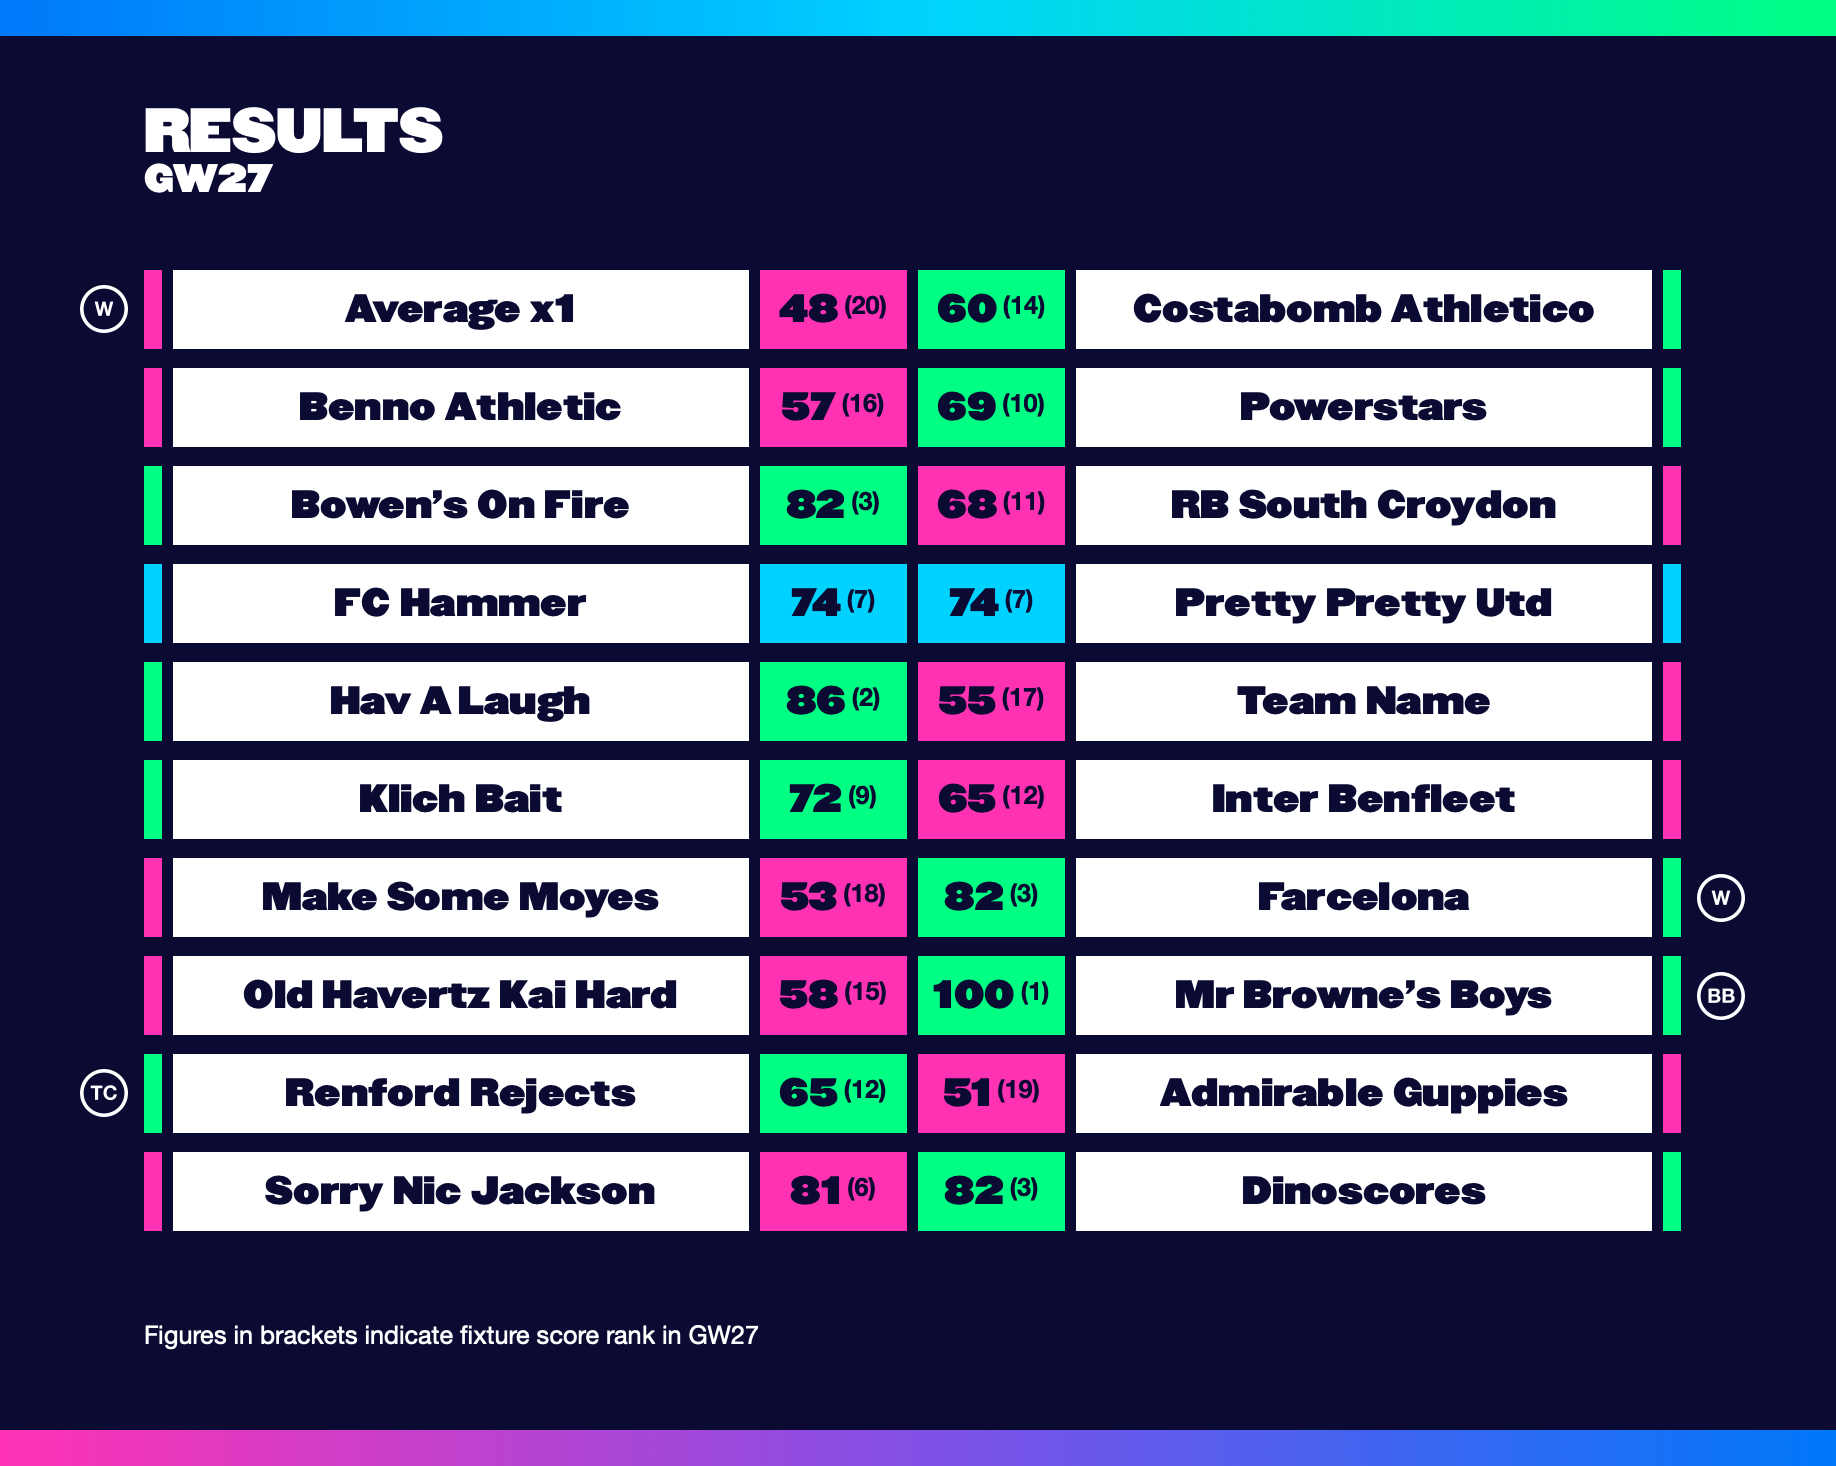 RESULTS
GW27
W Average x1 48 (20) 60 (14) Costabomb Athletico
Benno Athletic 57 (16) 69 (10) Powerstars
Bowen’s On Fire 82 (3) 68 (11) RB South Croydon
FC Hammer 74 (7) 74 (7) Pretty Pretty Utd
Hav A Laugh 86 (2) 55 (17) Team Name
Klich Bait 72 (9) 65 (12) Inter Benfleet
Make Some Moyes 53 (18) 82 (3) Farcelona W
Old Havertz Kai Hard 58 (15) 100 (1) Mr Browne’s Boys BB
TC Renford Rejects 65 (12) 51 (19) Admirable Guppies
Sorry Nic Jackson 81 (6) 82 (3) Dinoscores
Figures in brackets indicate fixture score rank in GW27